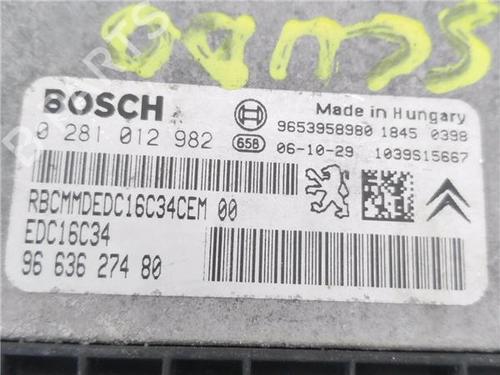 SCUDO
BOSCH
Made in Hungary
0 281 012 982
658
9653958980 1845 0398
06-10-29 1039S15667
RBCMMDEDC16C34CEM 00
EDC16C34
96 636 274 80